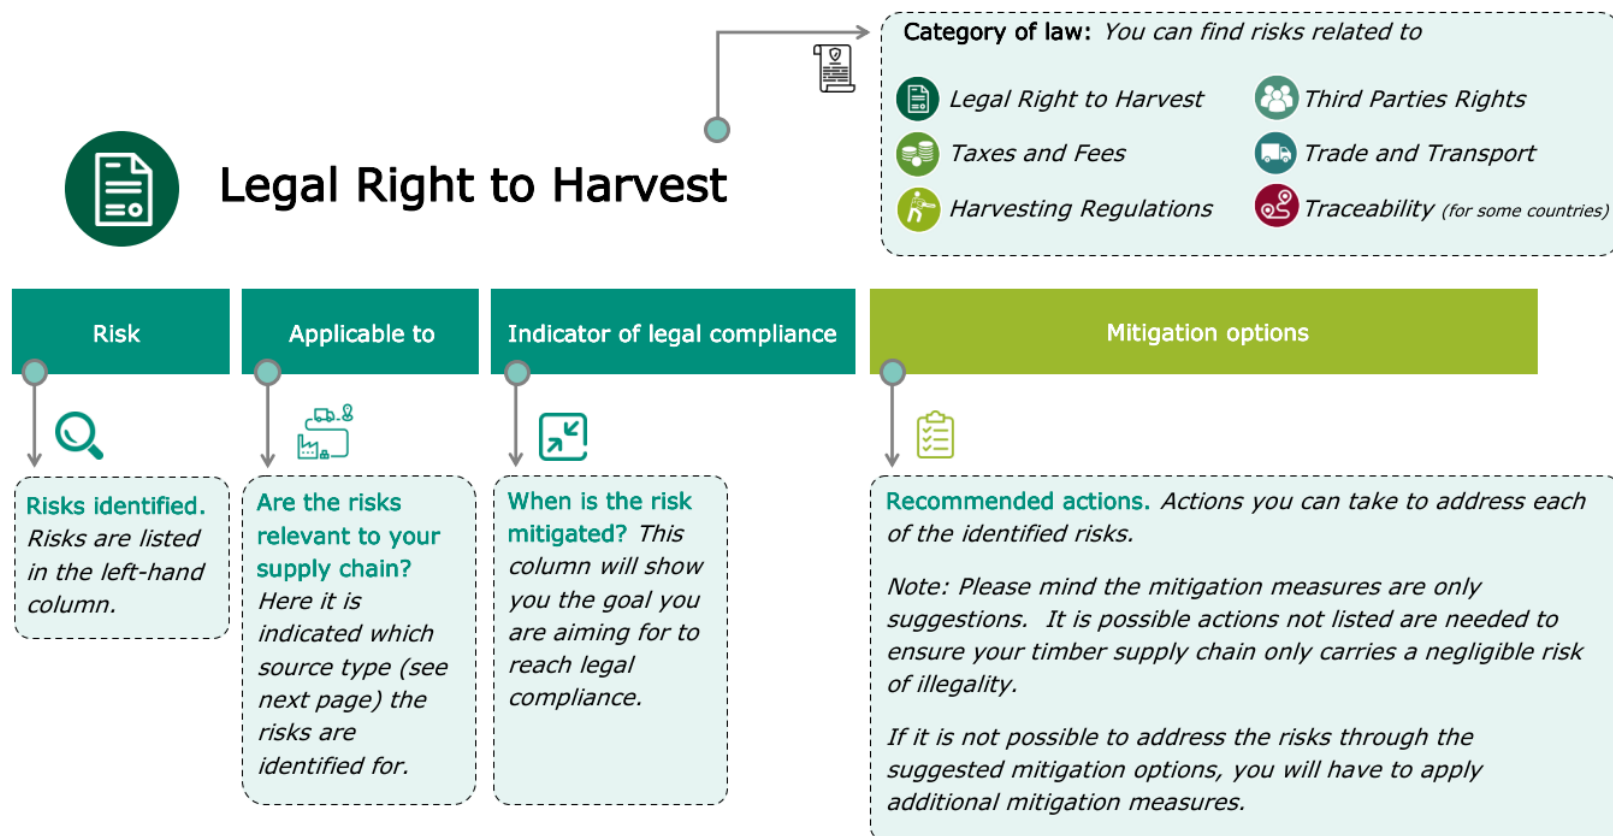 Category of law: You can find risks related to
Legal Right to Harvest
Third Parties Rights
Taxes and Fees
Trade and Transport
Harvesting Regulations
Traceability (for some countries)
Legal Right to Harvest
Risk
Applicable to
Indicator of legal compliance
Mitigation options
Risks identified.
Risks are listed
in the left-hand
column.
Are the risks
relevant to your
supply chain?
Here it is
indicated which
source type (see
next page) the
risks are
identified for.
When is the risk
mitigated? This
column will show
you the goal you
are aiming for to
reach legal
compliance.
Recommended actions. Actions you can take to address each
of the identified risks.
Note: Please mind the mitigation measures are only
suggestions. It is possible actions not listed are needed to
ensure your timber supply chain only carries a negligible risk
of illegality.
If it is not possible to address the risks through the
suggested mitigation options, you will have to apply
additional mitigation measures.